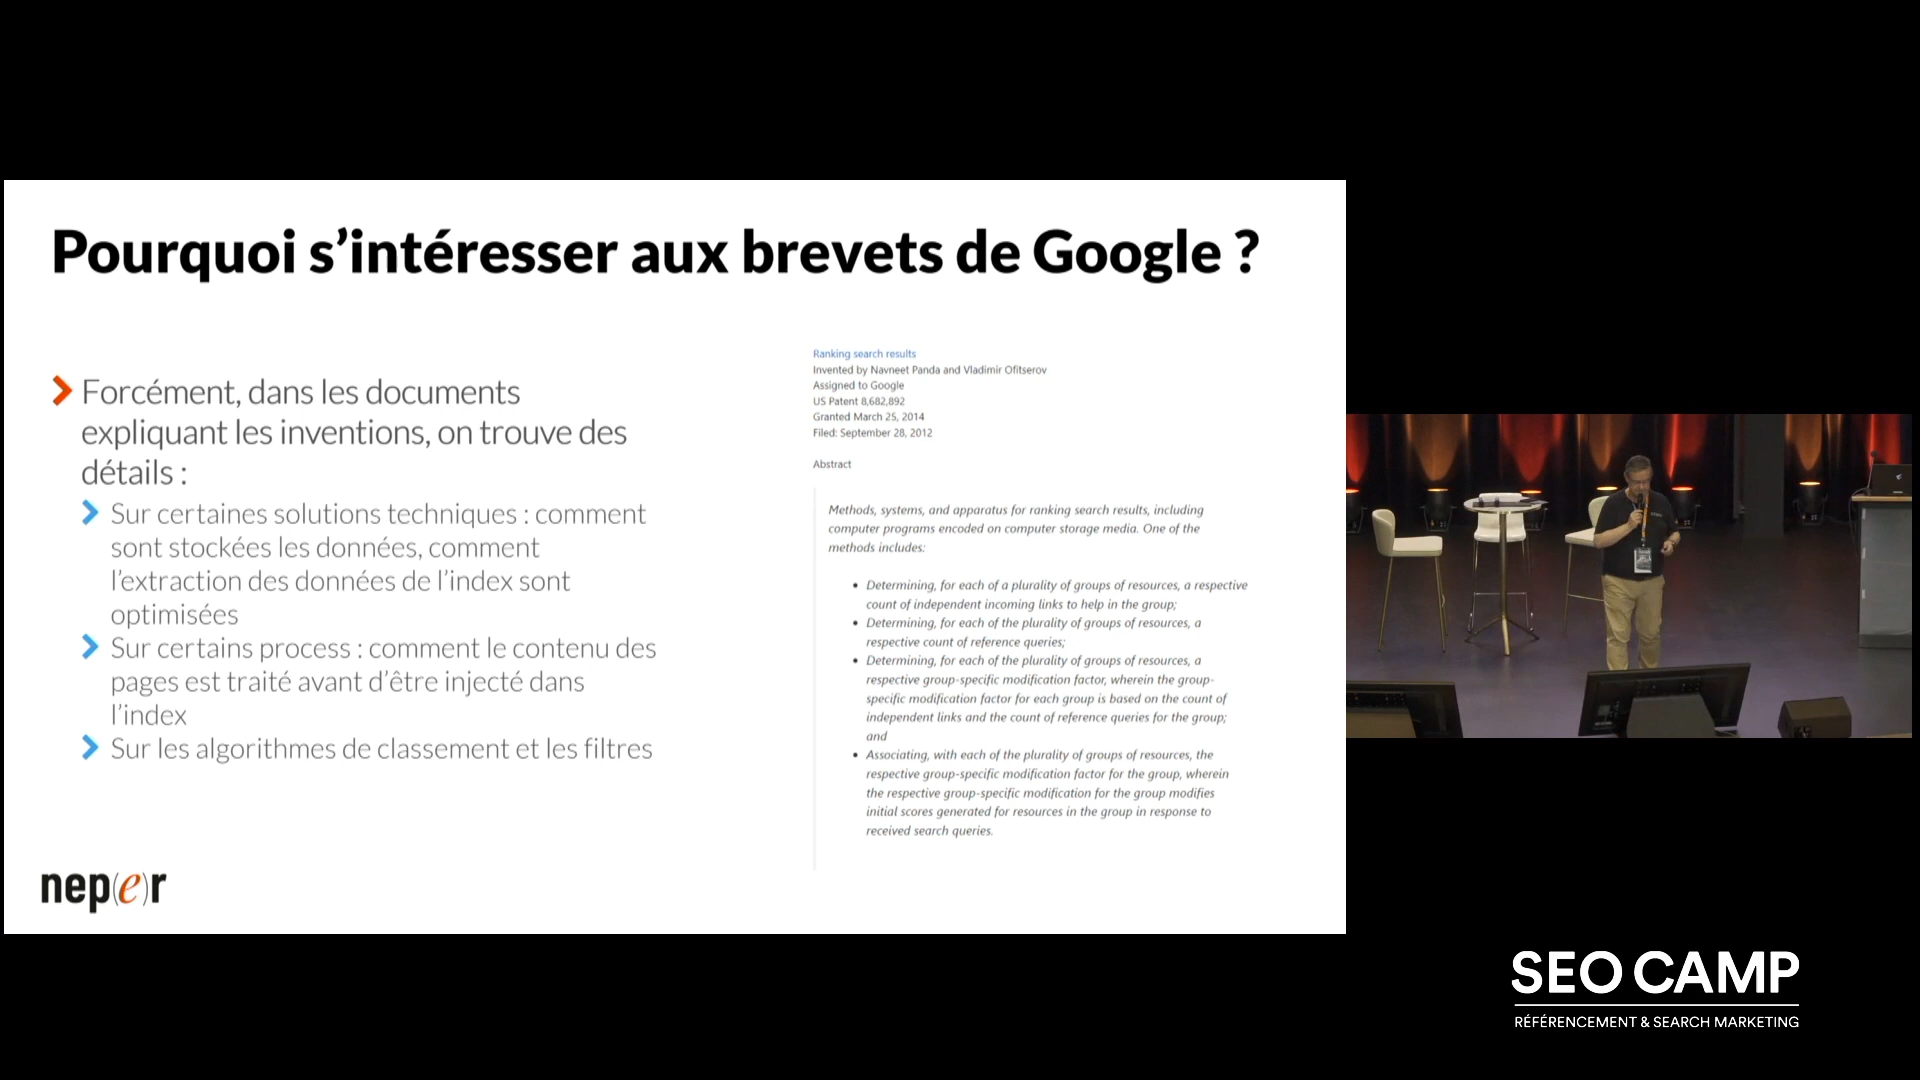 Pourquoi s’intéresser aux brevets de Google ?
Forcément, dans les documents
expliquant les inventions, on trouve des
détails :
Sur certaines solutions techniques : comment
sont stockées les données, comment
l’extraction des données de l’index sont
optimisées
Sur certains process : comment le contenu des
pages est traité avant d’être injecté dans
l’index
Sur les algorithmes de classement et les filtres
nep(e)r
Ranking search results
Invented by Navneet Panda and Vladimir Ofitserov
Assigned to Google
US Patent 8,682,892
Granted March 25, 2014
Filed: September 28, 2012
Abstract
Methods, systems, and apparatus for ranking search results, including
computer programs encoded on computer storage media. One of the
methods includes:
• Determining, for each of a plurality of groups of resources, a respective
count of independent incoming links to help in the group;
• Determining, for each of the plurality of groups of resources, a
respective count of reference queries;
• Determining, for each of the plurality of groups of resources, a
respective group-specific modification factor, wherein the group-
specific modification factor for each group is based on the count of
independent links and the count of reference queries for the group;
and
• Associating, with each of the plurality of groups of resources, the
respective group-specific modification factor for the group, wherein
the respective group-specific modification for the group modifies
initial scores generated for resources in the group in response to
received search queries.
SEO CAMP
RÉFÉRENCEMENT & SEARCH MARKETING